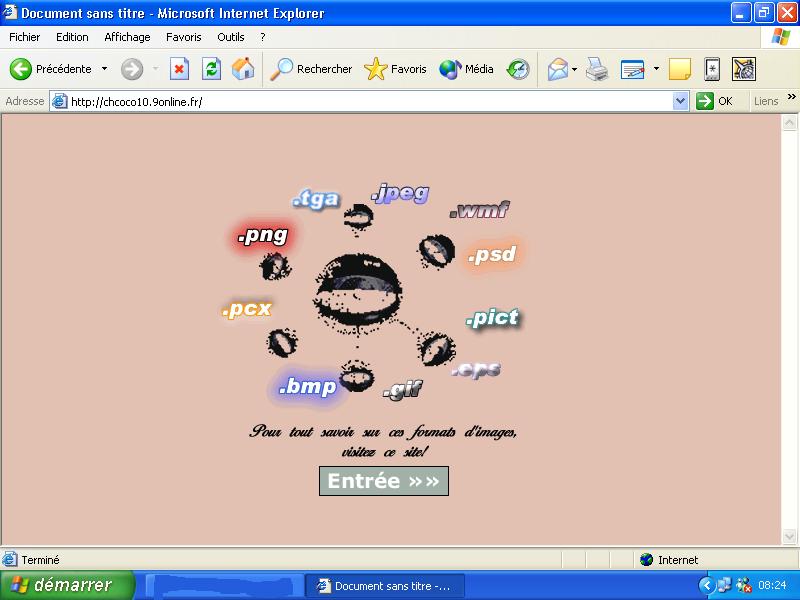 Document sans titre - Microsoft Internet Explorer
Fichier Edition Affichage Favoris Outils ?
Précédente Rechercher Favoris Média
Adresse http://chcoco10.9online.fr/ OK Liens »
.tga .jpeg
.wmf
.png
.psd
.pcx
.pict
.eps
.bmp .gif
Pour tout savoir sur ces formats d'images,
visitez ce site!
Entrée »»
Terminé Internet
démarrer Document sans titre -... 08:24